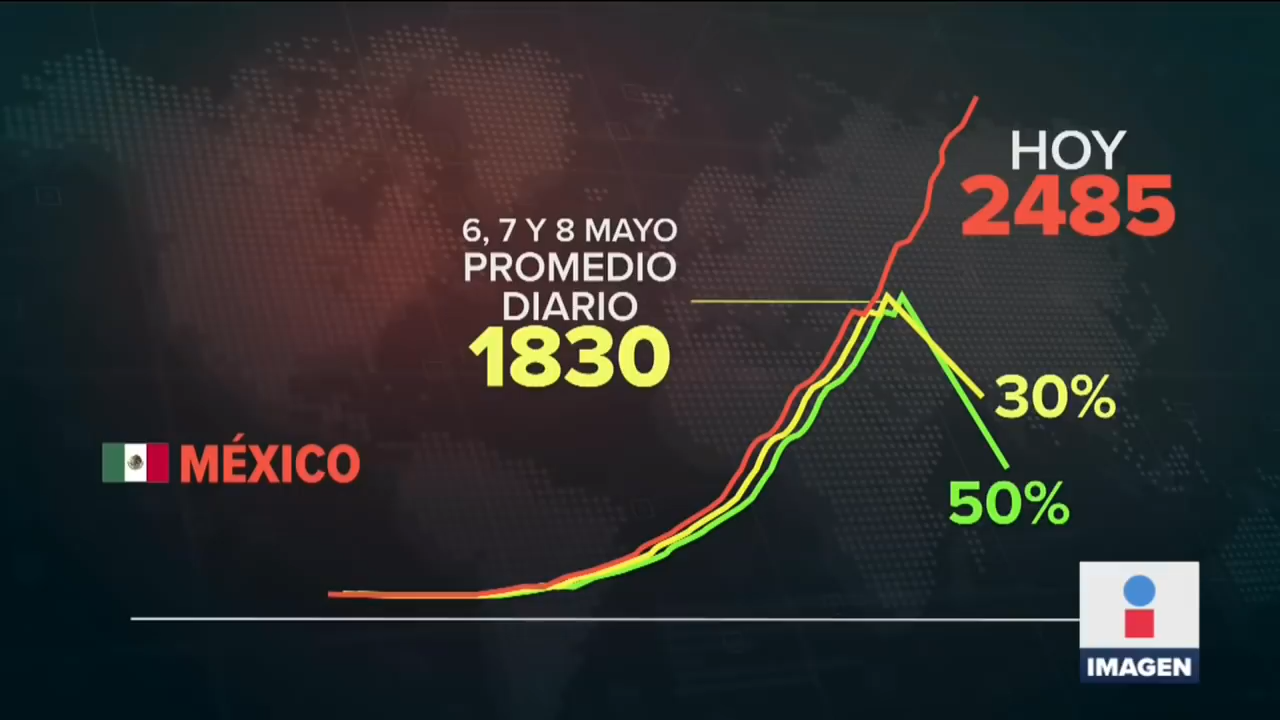 HOY
2485
6, 7 Y 8 MAYO
PROMEDIO
DIARIO
1830
30%
MÉXICO
50%
IMAGEN